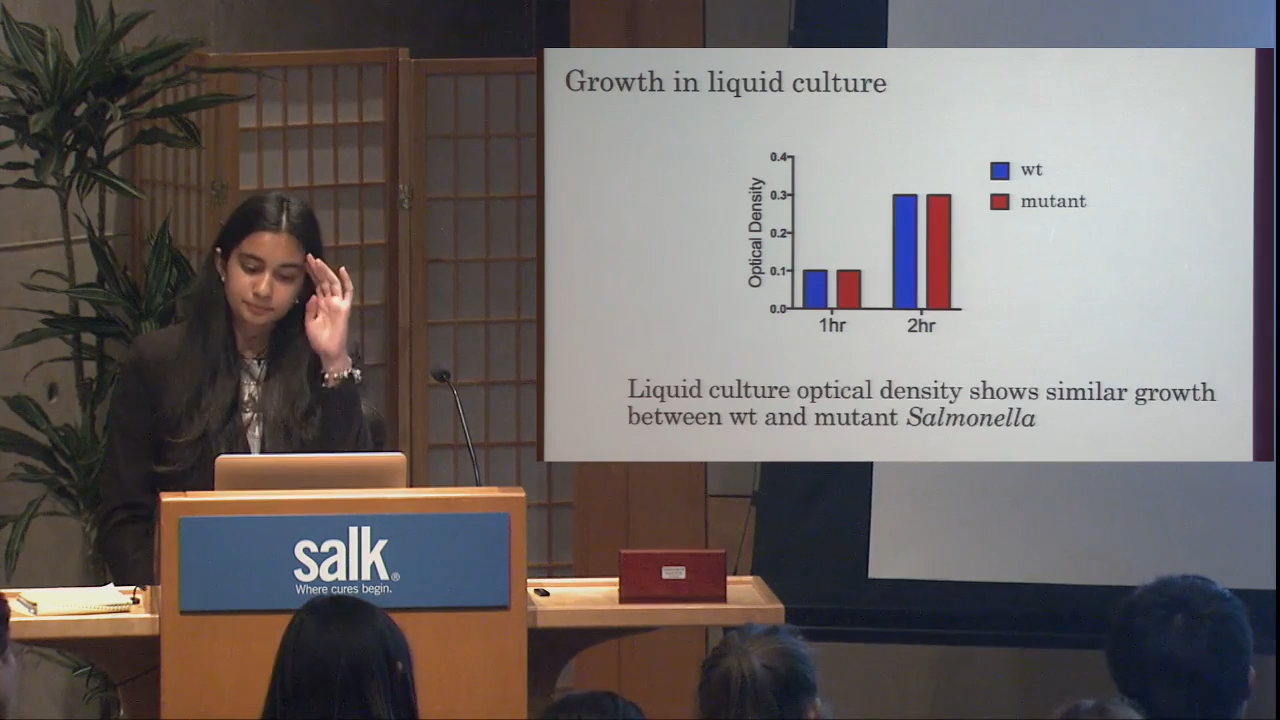 Growth in liquid culture
0.4
0.3
0.2
0.1
0.0
Optical Density
1hr
2hr
wt
mutant
Liquid culture optical density shows similar growth
between wt and mutant Salmonella
salk®
Where cures begin.